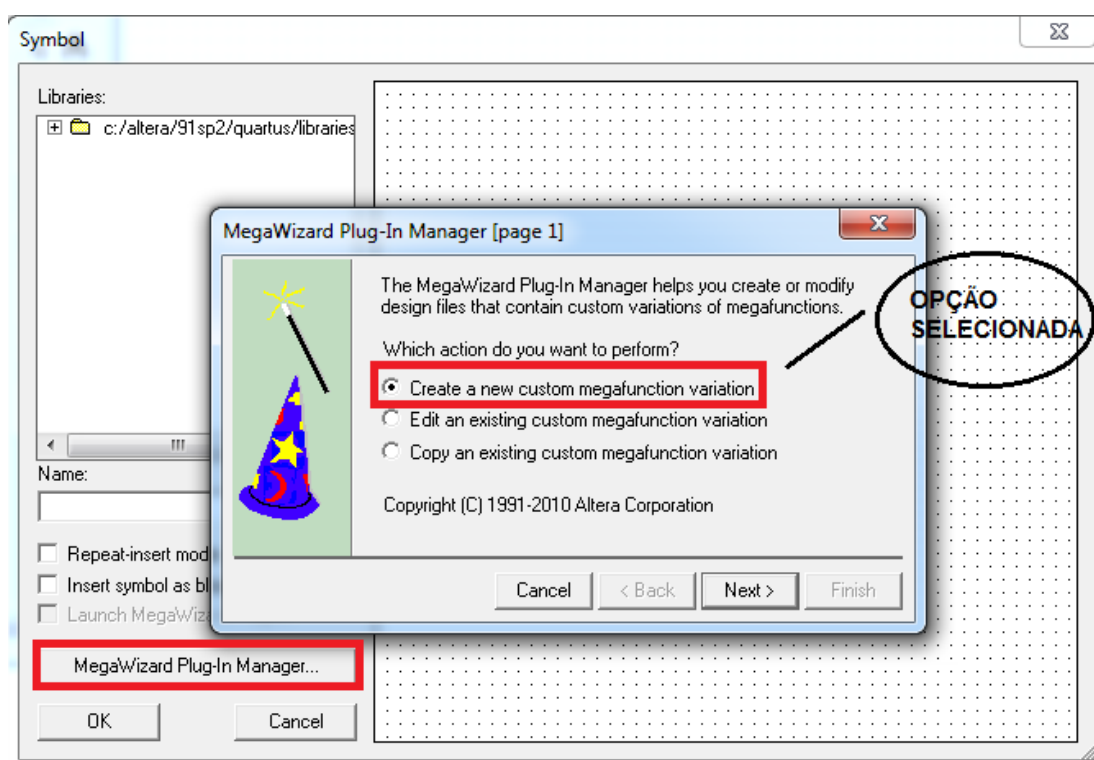 Symbol
Libraries:
c:/altera/91sp2/quartus/libraries
MegaWizard Plug-In Manager [page 1]
The MegaWizard Plug-In Manager helps you create or modify
design files that contain custom variations of megafunctions.
Which action do you want to perform?
Create a new custom megafunction variation
Edit an existing custom megafunction variation
Copy an existing custom megafunction variation
Copyright (C) 1991-2010 Altera Corporation
Cancel
< Back
Next >
Finish
OPÇÃO
SELECIONADA
Name:
Repeat-insert mod
Insert symbol as bl
Launch MegaWiz
MegaWizard Plug-In Manager...
OK
Cancel